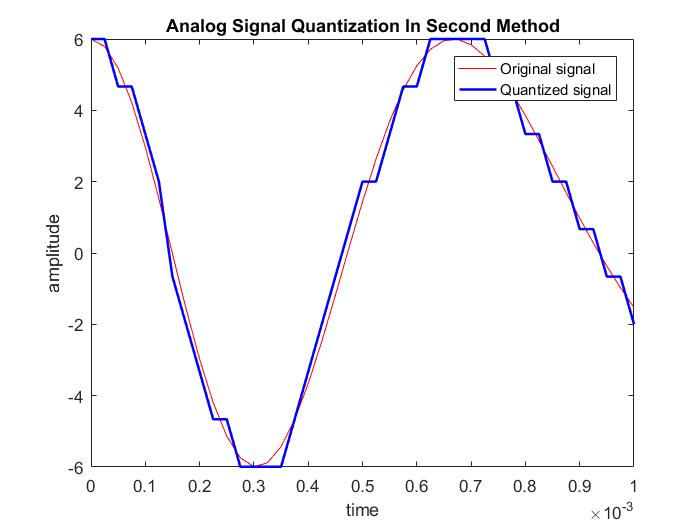 Analog Signal Quantization In Second Method
Original signal
Quantized signal
6
4
2
0
-2
-4
-6
amplitude
0 0.1 0.2 0.3 0.4 0.5 0.6 0.7 0.8 0.9 1
time
×10-3